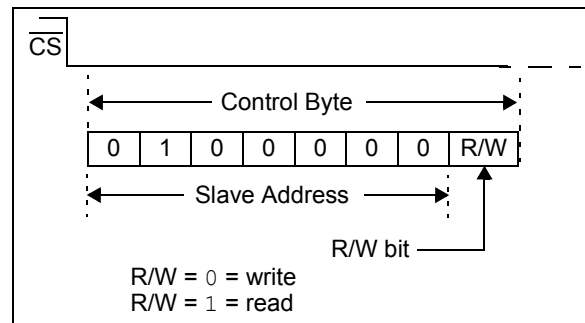 CS
Control Byte
0 1 0 0 0 0 0 R/W
Slave Address
R/W bit
R/W = 0 = write
R/W = 1 = read